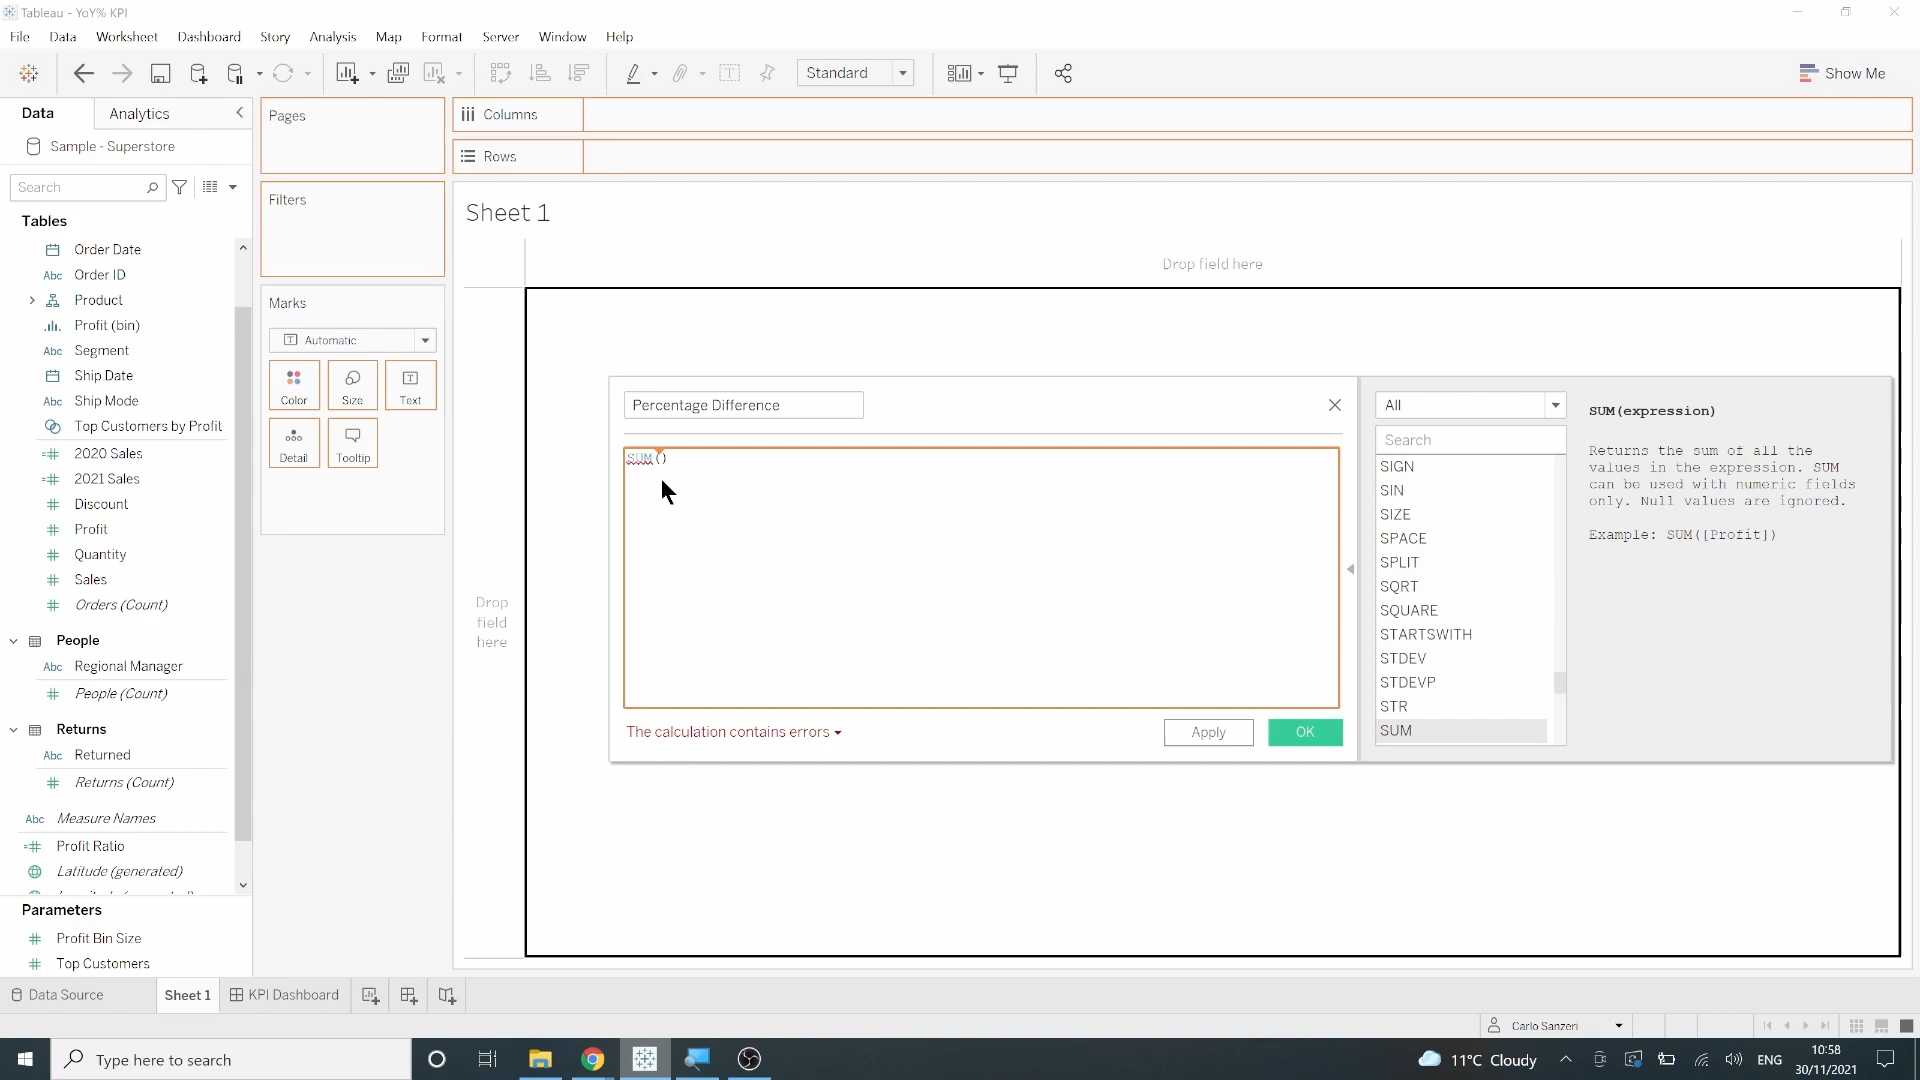 Tableau - YoY% KPI
File Data Worksheet Dashboard Story Analysis Map Format Server Window Help
Standard
Show Me
Data
Analytics
Sample - Superstore
Search
Tables
Order Date
Abc Order ID
Product
Profit (bin)
Abc Segment
Ship Date
Abc Ship Mode
Top Customers by Profit
2020 Sales
2021 Sales
Discount
Profit
Quantity
Sales
Orders (Count)
People
Abc Regional Manager
People (Count)
Returns
Abc Returned
Returns (Count)
Abc Measure Names
Profit Ratio
Latitude (generated)
Parameters
Profit Bin Size
Top Customers
Pages
Filters
Marks
Automatic
Color
Size
Text
Detail
Tooltip
Columns
Rows
Sheet 1
Drop field here
Drop
field
here
Percentage Difference
SUM()
The calculation contains errors
Apply
OK
All
Search
SIGN
SIN
SIZE
SPACE
SPLIT
SQRT
SQUARE
STARTSWITH
STDEV
STDEVP
STR
SUM
SUM(expression)
Returns the sum of all the
values in the expression. SUM
can be used with numeric fields
only. Null values are ignored.
Example: SUM([Profit])
Data Source
Sheet 1
KPI Dashboard
Carlo Sanzeri
Type here to search
11°C Cloudy
ENG
10:58
30/11/2021